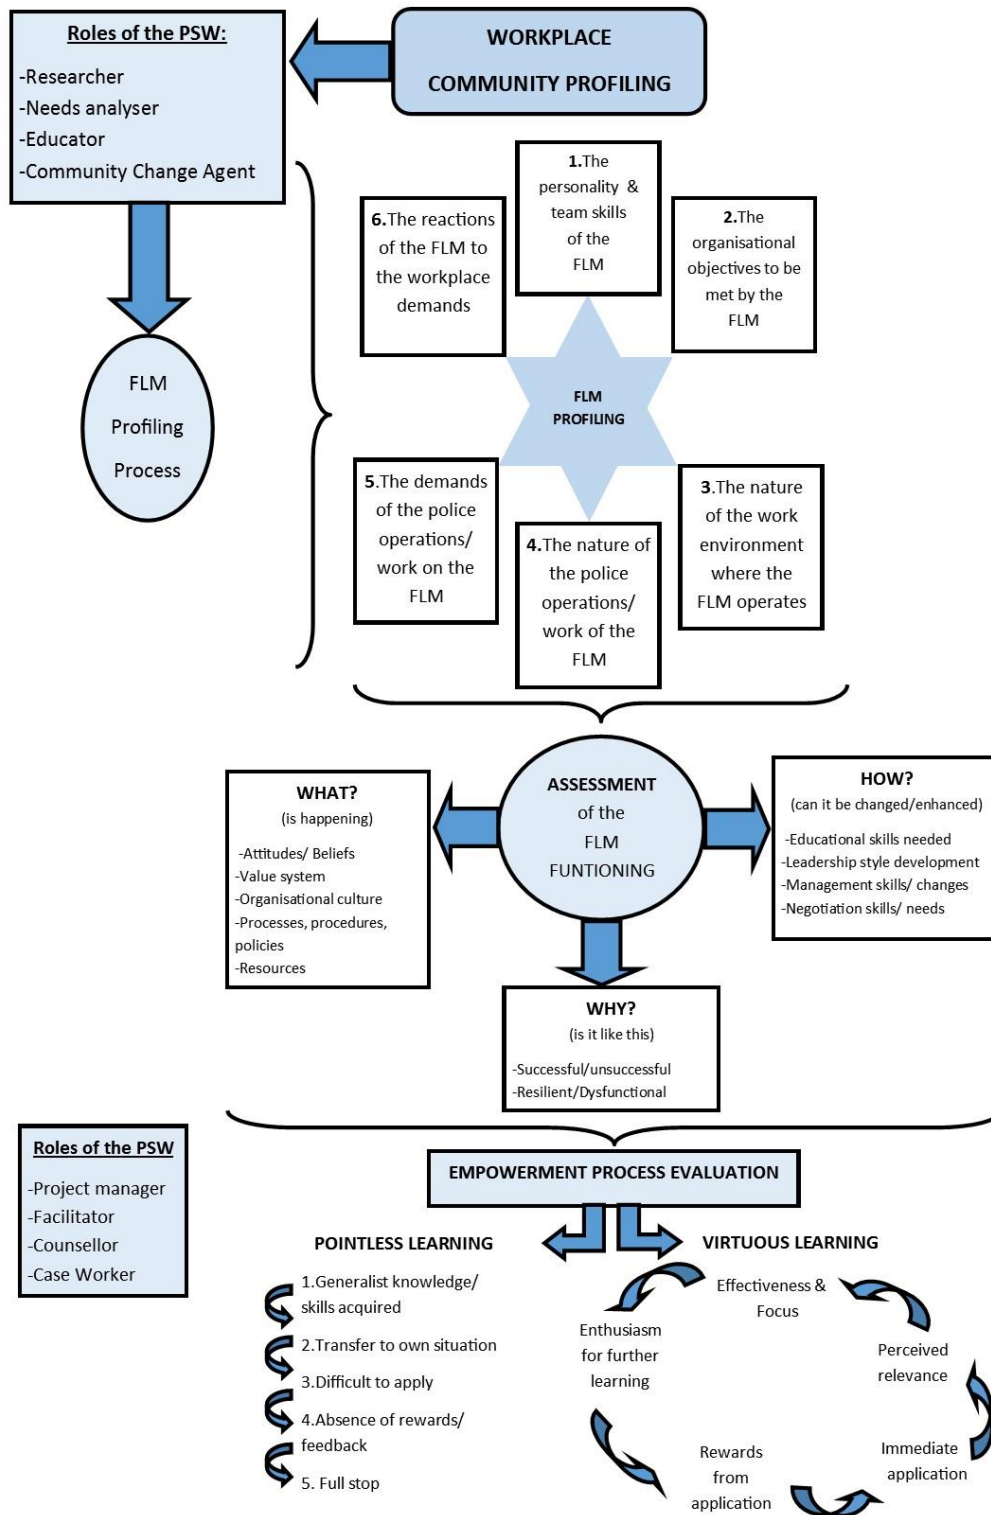 Roles of the PSW:
-Researcher
-Needs analyser
-Educator
-Community Change Agent
WORKPLACE
COMMUNITY PROFILING
FLM
Profiling
Process
1.The
personality &
team skills
of the
FLM
2.The
organisational
objectives to be
met by the
FLM
3.The nature
of the work
environment
where the
FLM operates
4.The nature of
the police
operations/
work of the
FLM
5.The demands
of the police
operations/
work on the
FLM
6.The reactions
of the FLM to
the workplace
demands
FLM
PROFILING
ASSESSMENT
of the
FLM
FUNTIONING
WHAT?
(is happening)
-Attitudes/ Beliefs
-Value system
-Organisational culture
-Processes, procedures,
policies
-Resources
WHY?
(is it like this)
-Successful/unsuccessful
-Resilient/Dysfunctional
HOW?
(can it be changed/enhanced)
-Educational skills needed
-Leadership style development
-Management skills/ changes
-Negotiation skills/ needs
Roles of the PSW
-Project manager
-Facilitator
-Counsellor
-Case Worker
EMPOWERMENT PROCESS EVALUATION
POINTLESS LEARNING
1.Generalist knowledge/
skills acquired
2.Transfer to own situation
3.Difficult to apply
4.Absence of rewards/
feedback
5. Full stop
VIRTUOUS LEARNING
Effectiveness &
Focus
Enthusiasm
for further
learning
Rewards
from
application
Immediate
application
Perceived
relevance